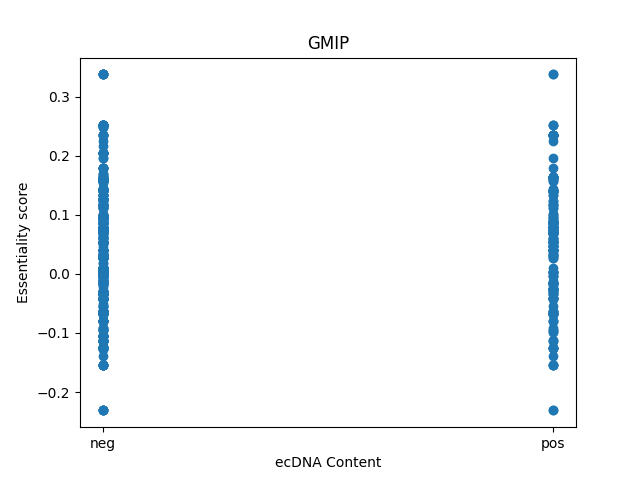 GMIP
Essentiality score
0.3
0.2
0.1
0.0
−0.1
−0.2
neg
pos
ecDNA Content